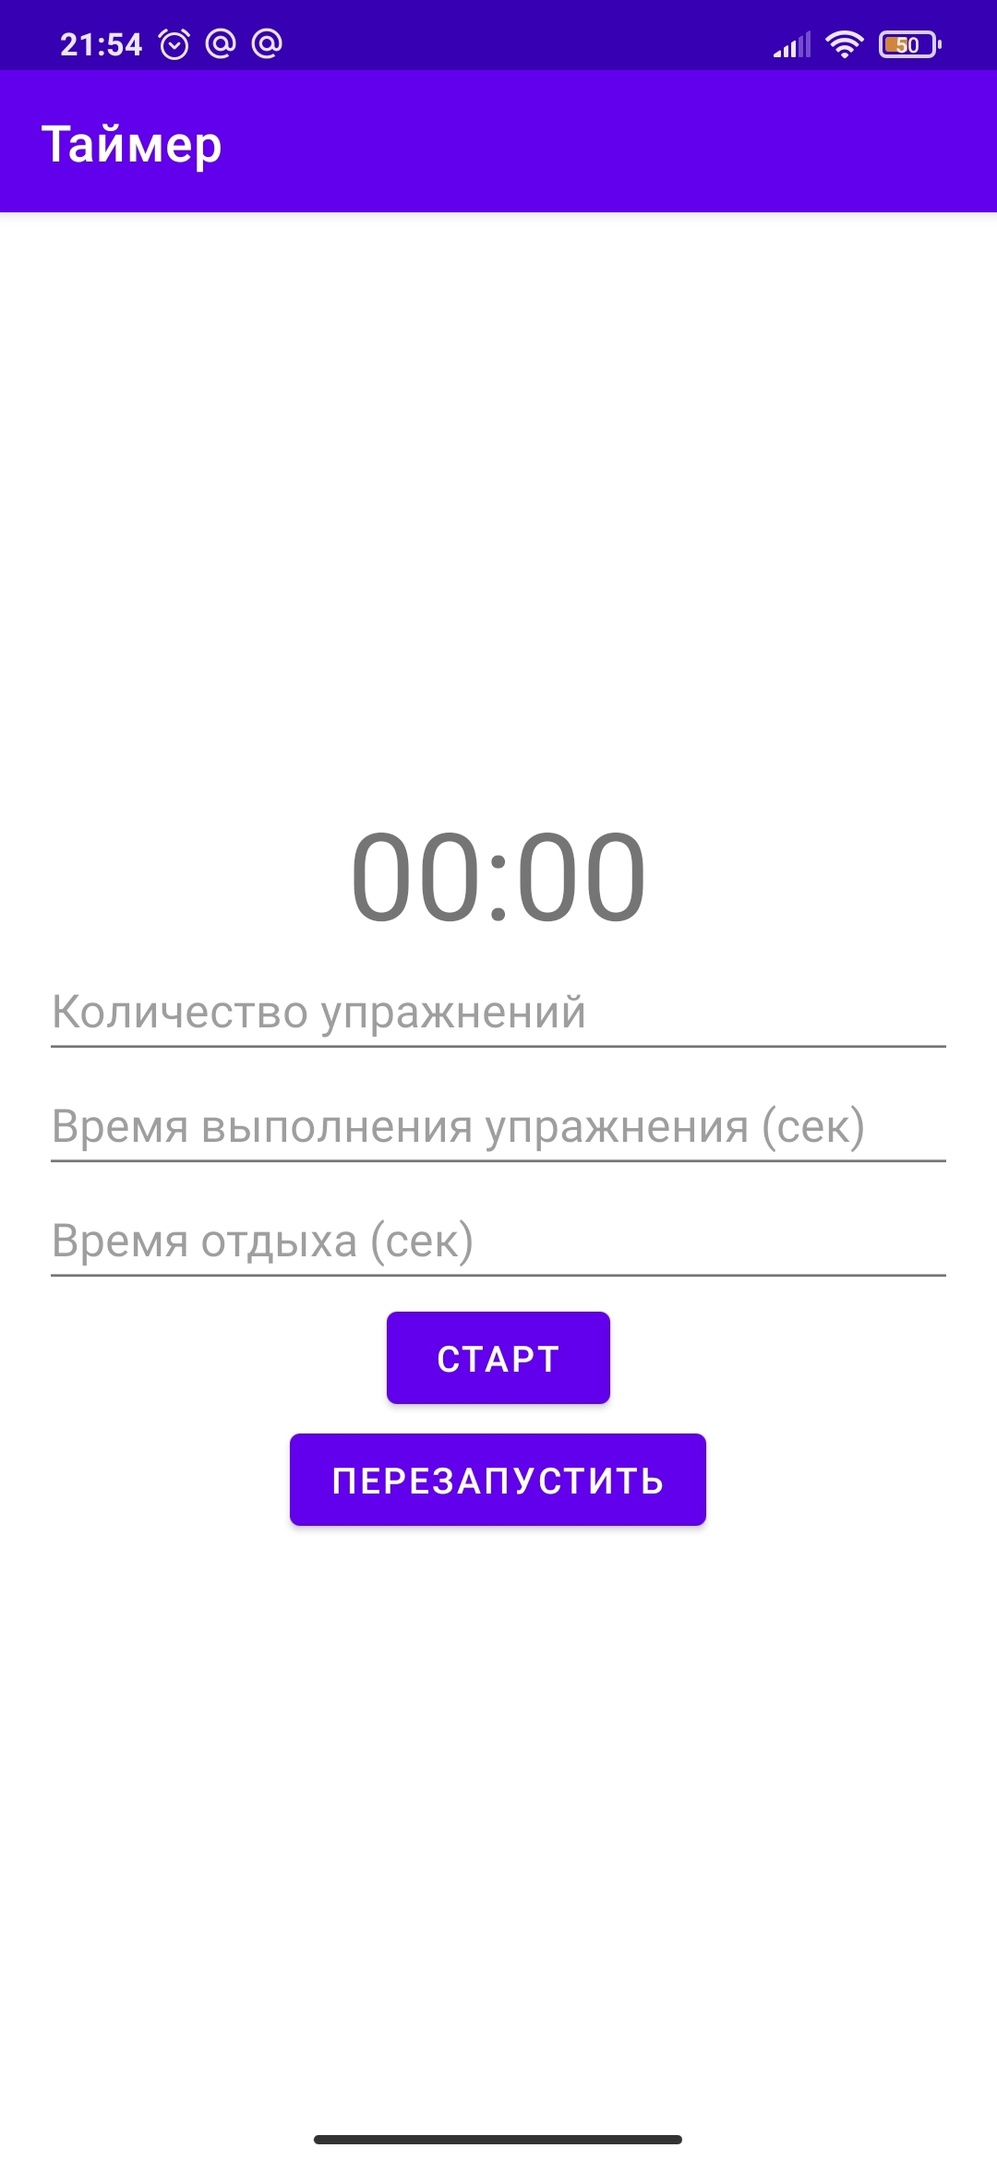 21:54 @ @ 50
Таймер
00:00
Количество упражнений
Время выполнения упражнения (сек)
Время отдыха (сек)
СТАРТ
ПЕРЕЗАПУСТИТЬ